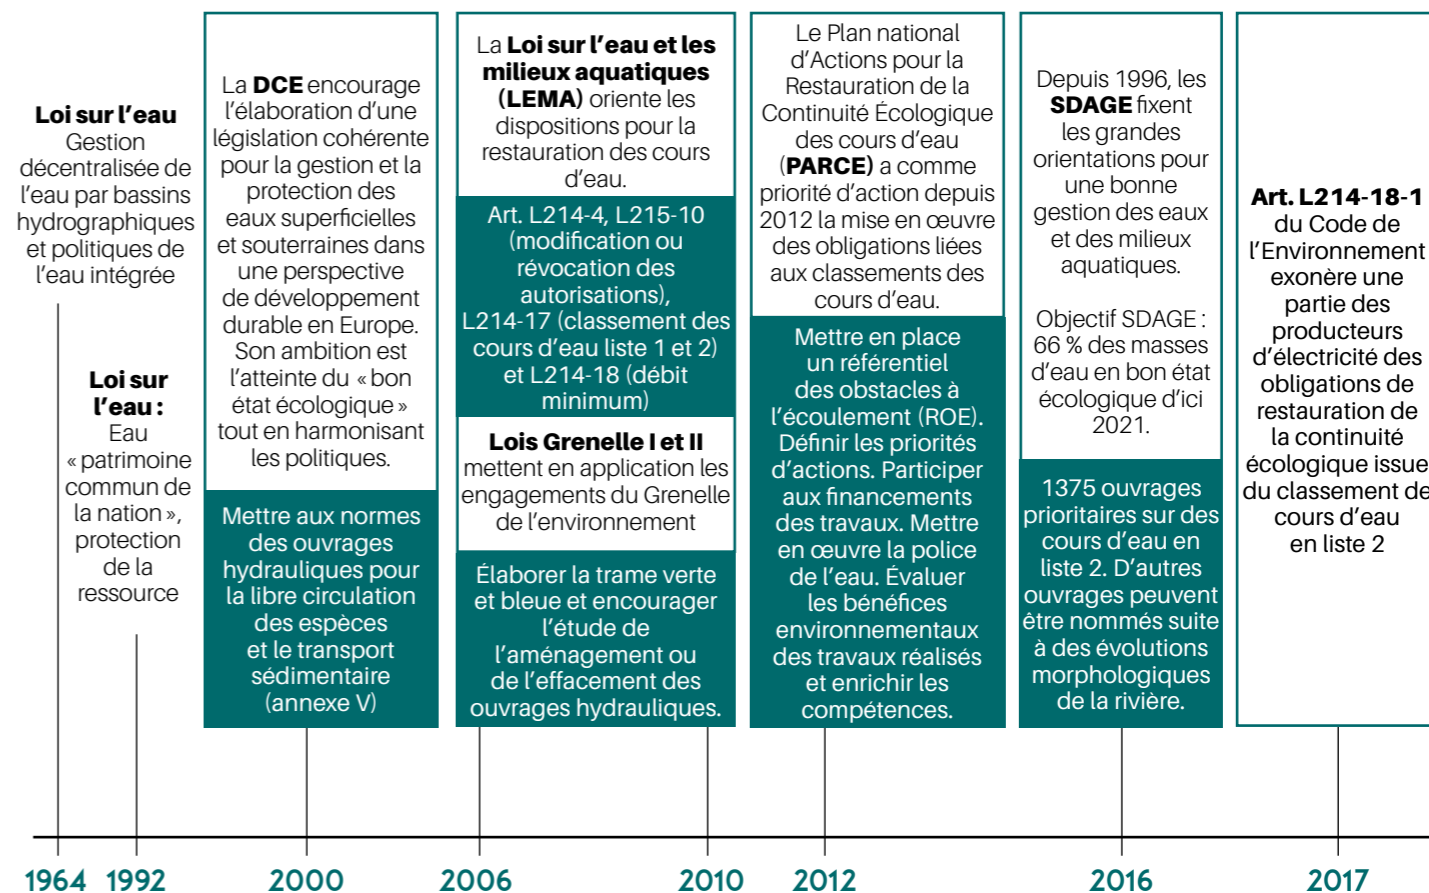 Loi sur l’eau
Gestion
décentralisée de
l’eau par bassins
hydrographiques
et politiques de
l’eau intégrée
Loi sur
l’eau :
Eau
« patrimoine
commun de
la nation »,
protection
de la
ressource
La DCE encourage
l’élaboration d’une
législation cohérente
pour la gestion et la
protection des
eaux superficielles
et souterraines dans
une perspective
de développement
durable en Europe.
Son ambition est
l’atteinte du « bon
état écologique »
tout en harmonisant
les politiques.
Mettre aux normes
des ouvrages
hydrauliques pour
la libre circulation
des espèces
et le transport
sédimentaire
(annexe V)
La Loi sur l’eau et les
milieux aquatiques
(LEMA) oriente les
dispositions pour la
restauration des cours
d’eau.
Art. L214-4, L215-10
(modification ou
révocation des
autorisations),
L214-17 (classement des
cours d’eau liste 1 et 2)
et L214-18 (débit
minimum)
Lois Grenelle I et II
mettent en application les
engagements du Grenelle
de l’environnement
Élaborer la trame verte
et bleue et encourager
l’étude de
l’aménagement ou
de l’effacement des
ouvrages hydrauliques.
Le Plan national
d’Actions pour la
Restauration de la
Continuité Écologique
des cours d’eau
(PARCE) a comme
priorité d’action depuis
2012 la mise en œuvre
des obligations liées
aux classements des
cours d’eau.
Mettre en place
un référentiel
des obstacles à
l’écoulement (ROE).
Définir les priorités
d’actions. Participer
aux financements
des travaux. Mettre
en œuvre la police
de l’eau. Évaluer
les bénéfices
environnementaux
des travaux réalisés
et enrichir les
compétences.
Depuis 1996, les
SDAGE fixent
les grandes
orientations pour
une bonne
gestion des eaux
et des milieux
aquatiques.
Objectif SDAGE :
66 % des masses
d’eau en bon état
écologique d’ici
2021.
1375 ouvrages
prioritaires sur des
cours d’eau en
liste 2. D’autres
ouvrages peuvent
être nommés suite
à des évolutions
morphologiques
de la rivière.
Art. L214-18-1
du Code de
l’Environnement
exonère une
partie des
producteurs
d’électricité des
obligations de
restauration de
la continuité
écologique issue
du classement de
cours d’eau
en liste 2
1964 1992 2000 2006 2010 2012 2016 2017